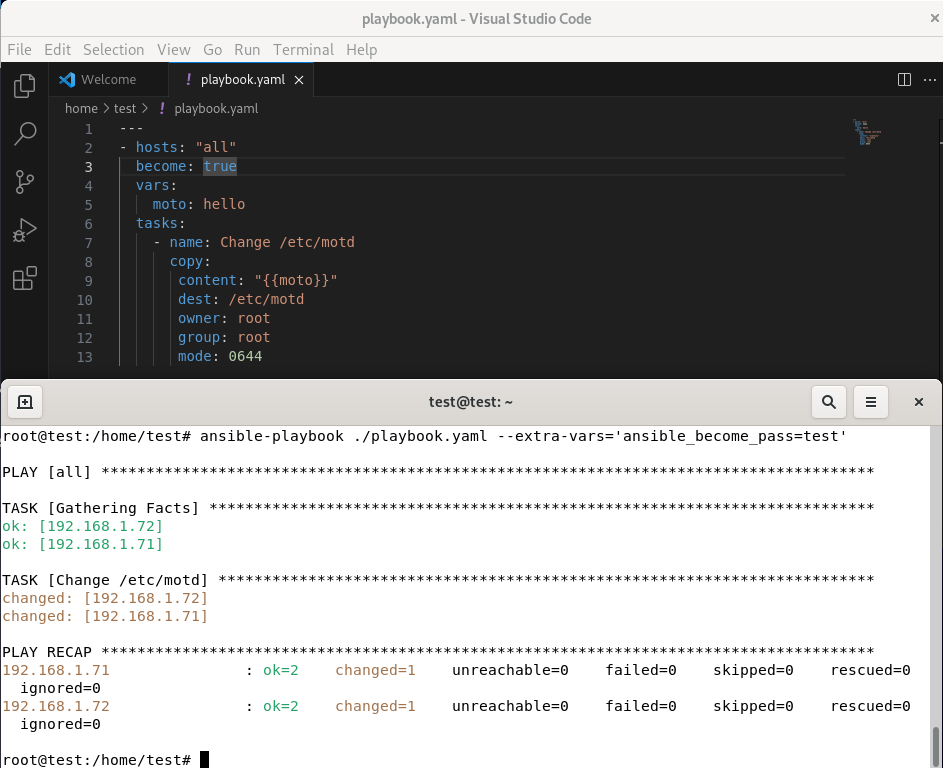 playbook.yaml - Visual Studio Code
File Edit Selection View Go Run Terminal Help
Welcome ! playbook.yaml
home > test > ! playbook.yaml
1 ---
2 - hosts: "all"
3   become: true
4   vars:
5     moto: hello
6   tasks:
7     - name: Change /etc/motd
8       copy:
9        content: "{{moto}}"
10        dest: /etc/motd
11        owner: root
12        group: root
13        mode: 0644
test@test: ~
root@test:/home/test# ansible-playbook ./playbook.yaml --extra-vars='ansible_become_pass=test'
PLAY [all] **************************************************************************************
TASK [Gathering Facts] **************************************************************************
ok: [192.168.1.72]
ok: [192.168.1.71]
TASK [Change /etc/motd] *************************************************************************
changed: [192.168.1.72]
changed: [192.168.1.71]
PLAY RECAP **************************************************************************************
192.168.1.71               : ok=2    changed=1    unreachable=0    failed=0    skipped=0    rescued=0
  ignored=0
192.168.1.72               : ok=2    changed=1    unreachable=0    failed=0    skipped=0    rescued=0
  ignored=0
root@test:/home/test#